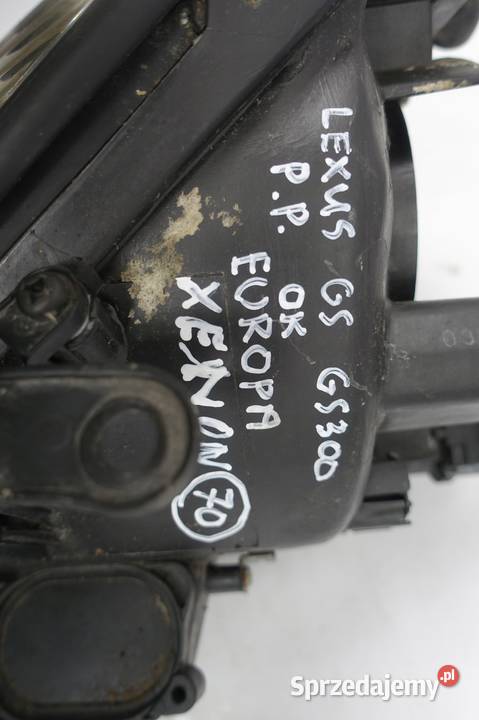 LEXUS GS GS300
P.P. OK
EUROPA
XENON 70
Sprzedajemy.pl